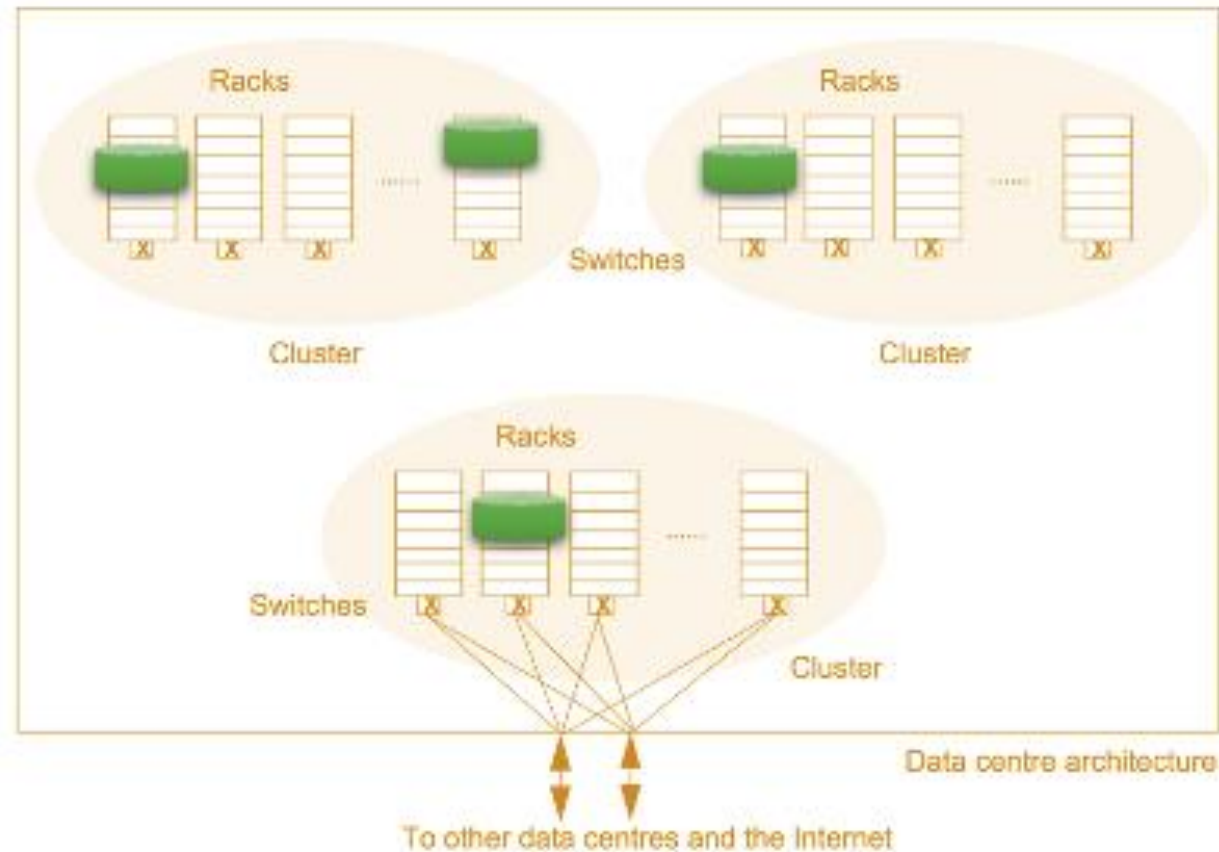 Racks
Racks
X X X ...... X
Switches
X X X ...... X
Cluster
Cluster
Racks
......
Switches
X X X X
Cluster
Data centre architecture
To other data centres and the Internet